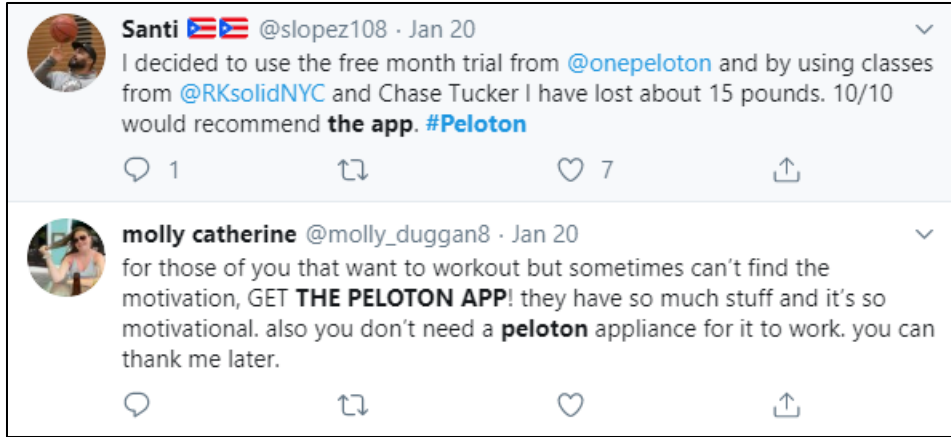 Santi 🇵🇷🇵🇷 @slopez108 · Jan 20
I decided to use the free month trial from @onepeloton and by using classes
from @RKsolidNYC and Chase Tucker I have lost about 15 pounds. 10/10
would recommend the app. #Peloton
1 7
molly catherine @molly_duggan8 · Jan 20
for those of you that want to workout but sometimes can't find the
motivation, GET THE PELOTON APP! they have so much stuff and it's so
motivational. also you don't need a peloton appliance for it to work. you can
thank me later.